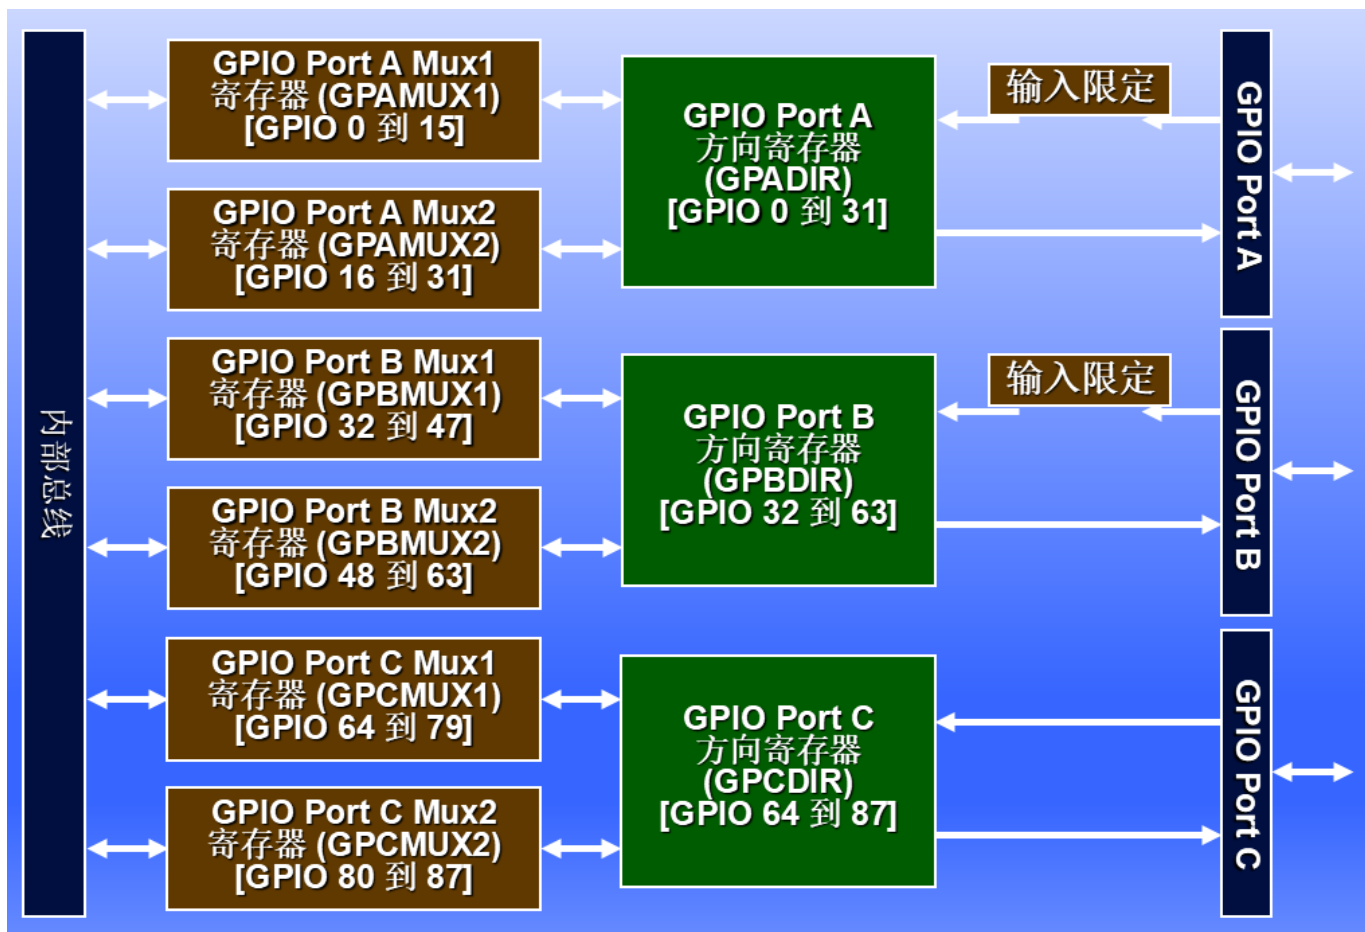 内部总线
GPIO Port A Mux1
寄存器 (GPAMUX1)
[GPIO 0 到 15]
GPIO Port A Mux2
寄存器 (GPAMUX2)
[GPIO 16 到 31]
GPIO Port B Mux1
寄存器 (GPBMUX1)
[GPIO 32 到 47]
GPIO Port B Mux2
寄存器 (GPBMUX2)
[GPIO 48 到 63]
GPIO Port C Mux1
寄存器 (GPCMUX1)
[GPIO 64 到 79]
GPIO Port C Mux2
寄存器 (GPCMUX2)
[GPIO 80 到 87]
GPIO Port A
方向寄存器
(GPADIR)
[GPIO 0 到 31]
GPIO Port B
方向寄存器
(GPBDIR)
[GPIO 32 到 63]
GPIO Port C
方向寄存器
(GPCDIR)
[GPIO 64 到 87]
输入限定
输入限定
GPIO Port A
GPIO Port B
GPIO Port C